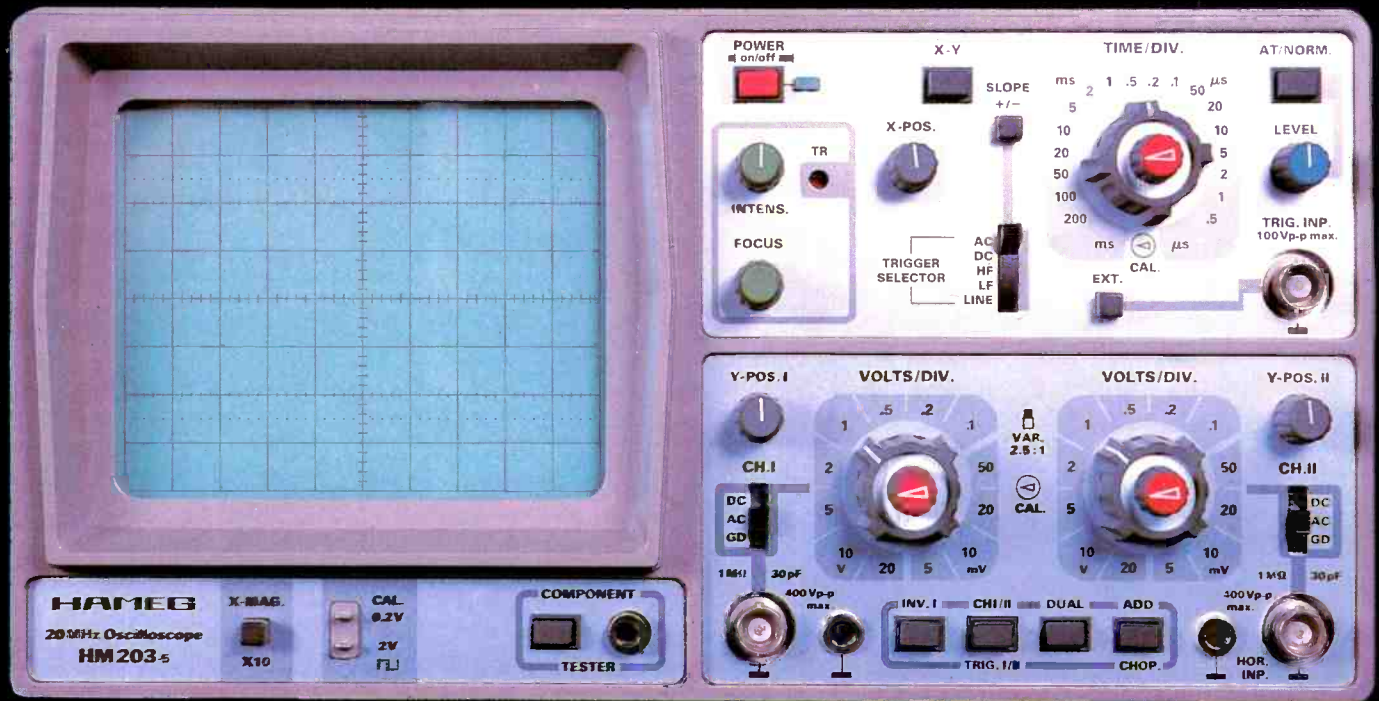 POWER
on/off
X-Y
TIME/DIV.
AT/NORM.
ms 2 1 .5 .2 .1 50 µs
5 20
10 10
20 5
50 2
100 1
200 .5
ms µs
CAL.
SLOPE
+/−
X-POS.
LEVEL
TR
INTENS.
FOCUS
TRIGGER
SELECTOR
AC
DC
HF
LF
LINE
EXT.
TRIG. INP.
100Vp-p max.
Y-POS. I
VOLTS/DIV.
VOLTS/DIV.
Y-POS. II
.5 .2
1 .1
2 50
5 20
10 10
V 20 5 mV
VAR.
2.5:1
CAL.
.5 .2
1 .1
2 50
5 20
10 10
V 20 5 mV
CH.I
DC
AC
GD
1MΩ 30pF
400Vp-p
max.
CH.II
DC
AC
GD
1MΩ 30pF
400Vp-p
max.
INV. I CHI/II DUAL ADD
TRIG. I/II CHOP.
HOR.
INP.
HAMEG
20MHz Oscilloscope
HM203-5
X-MAG.
X10
CAL.
0.2V
2V
COMPONENT
TESTER